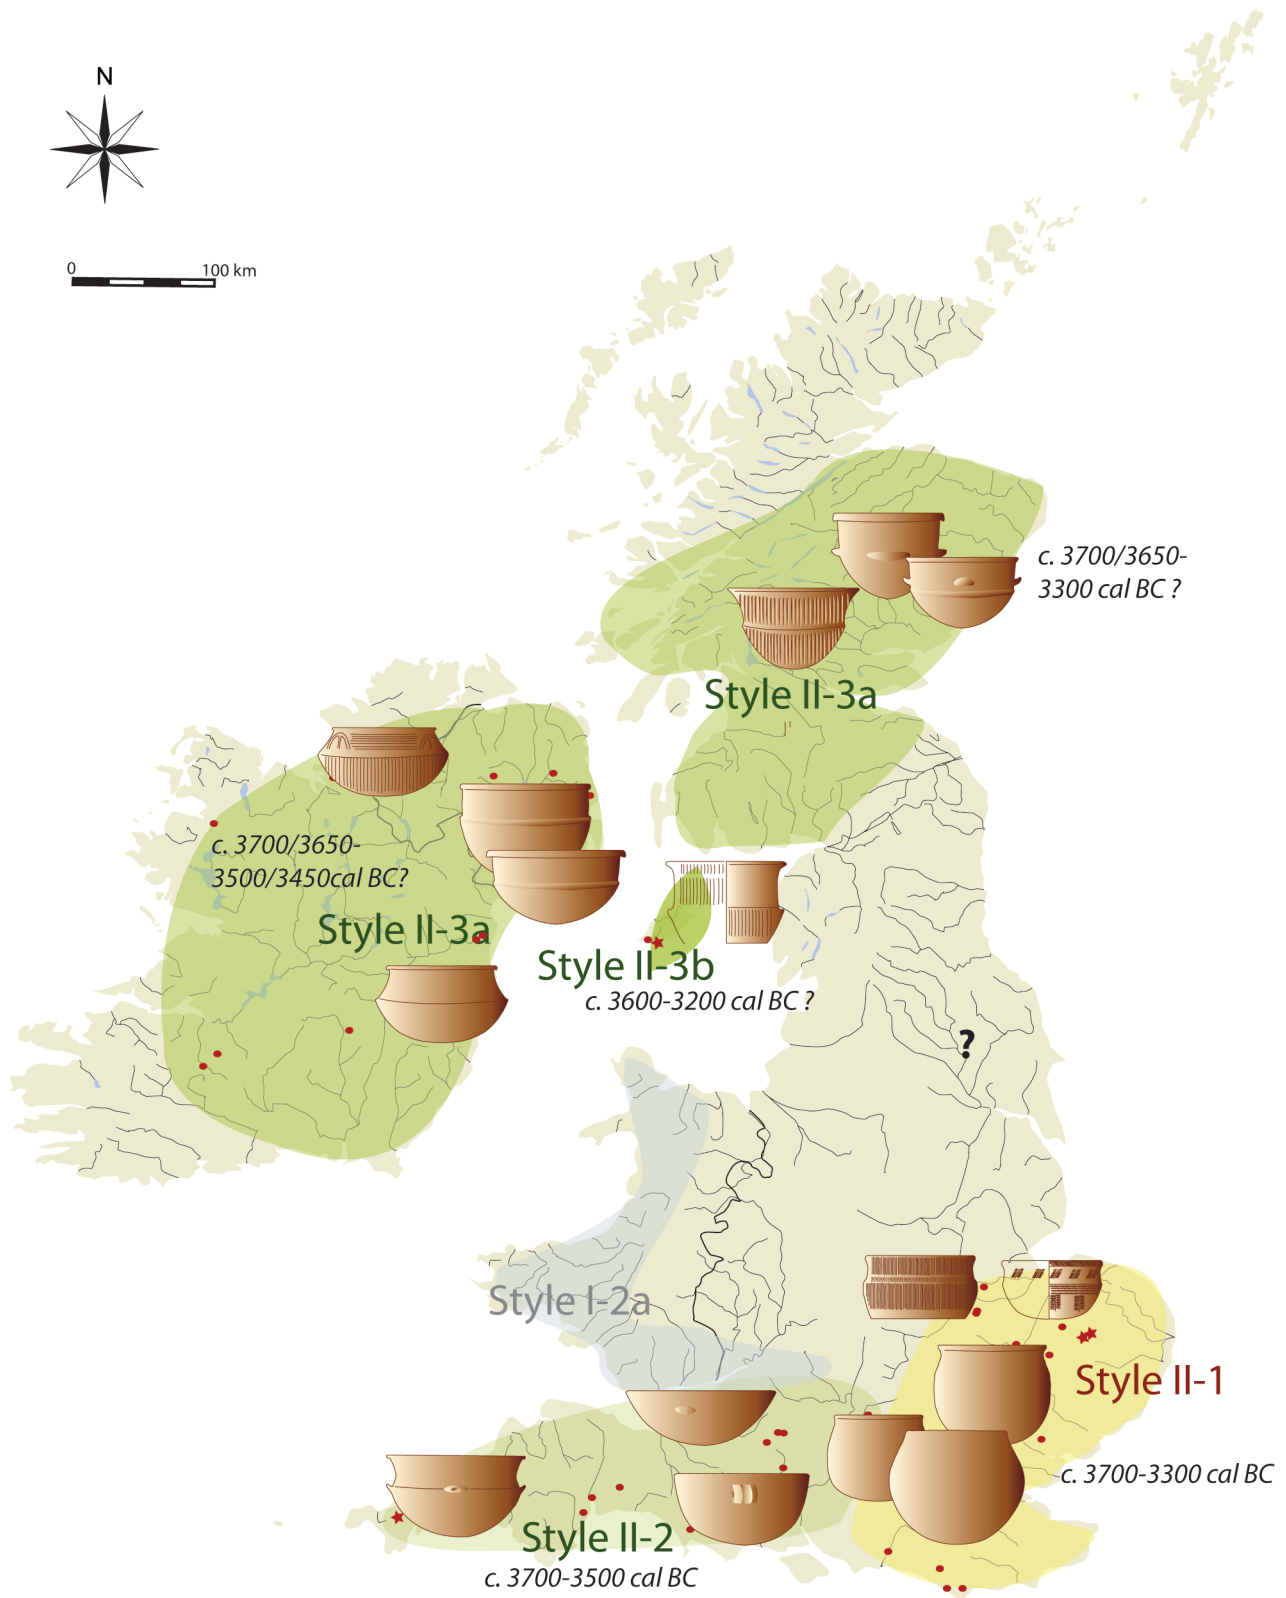 N
0 100 km
c. 3700/3650-
3300 cal BC ?
Style II-3a
c. 3700/3650-
3500/3450cal BC?
Style II-3a
Style II-3b
c. 3600-3200 cal BC ?
?
Style I-2a
Style II-1
c. 3700-3300 cal BC
Style II-2
c. 3700-3500 cal BC